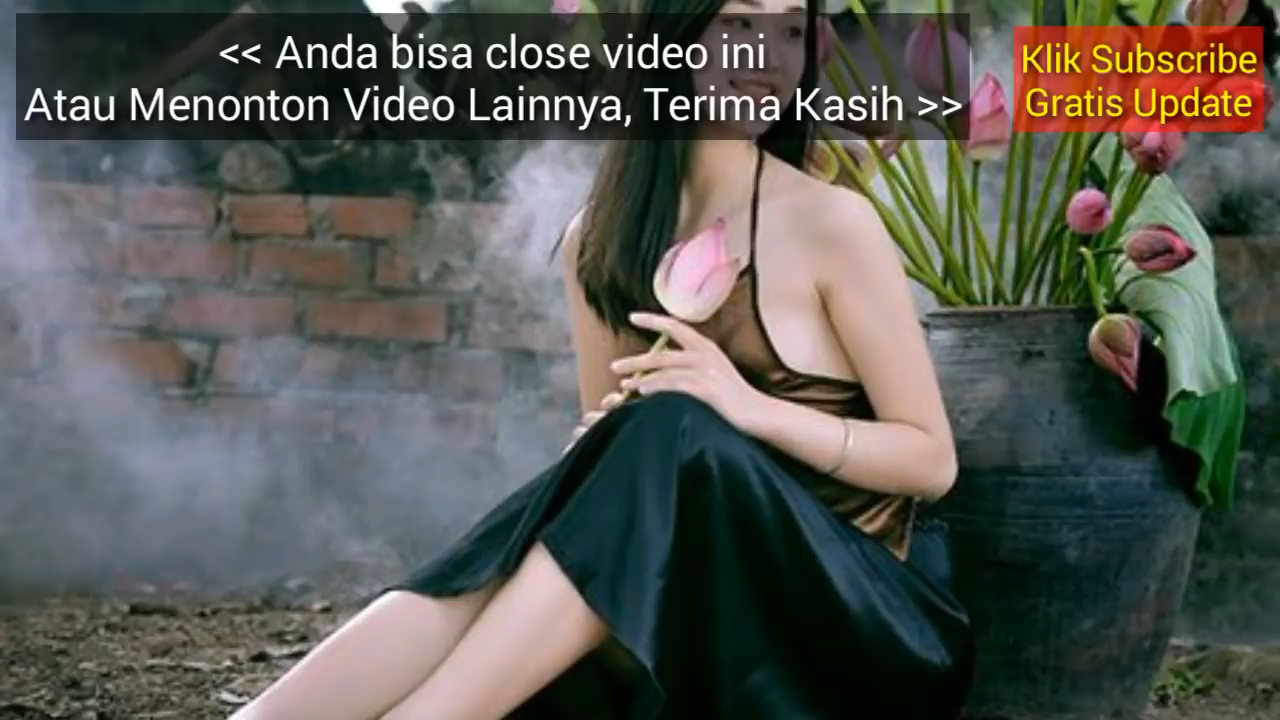 << Anda bisa close video ini
Atau Menonton Video Lainnya, Terima Kasih >>
Klik Subscribe
Gratis Update